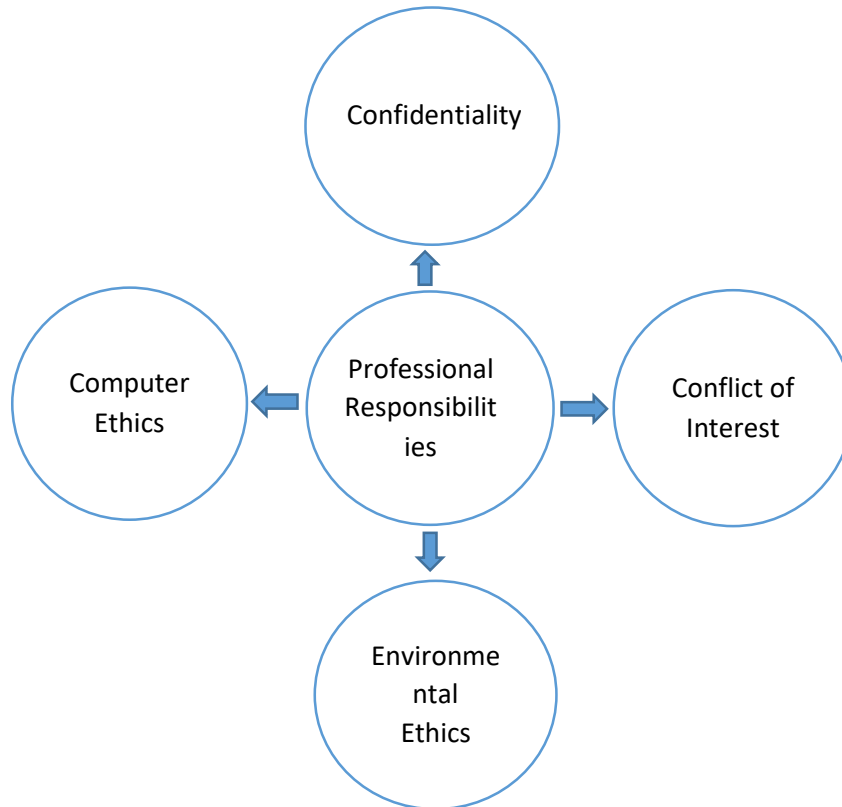 Confidentiality
Computer
Ethics
Professional
Responsibilit
ies
Conflict of
Interest
Environme
ntal
Ethics